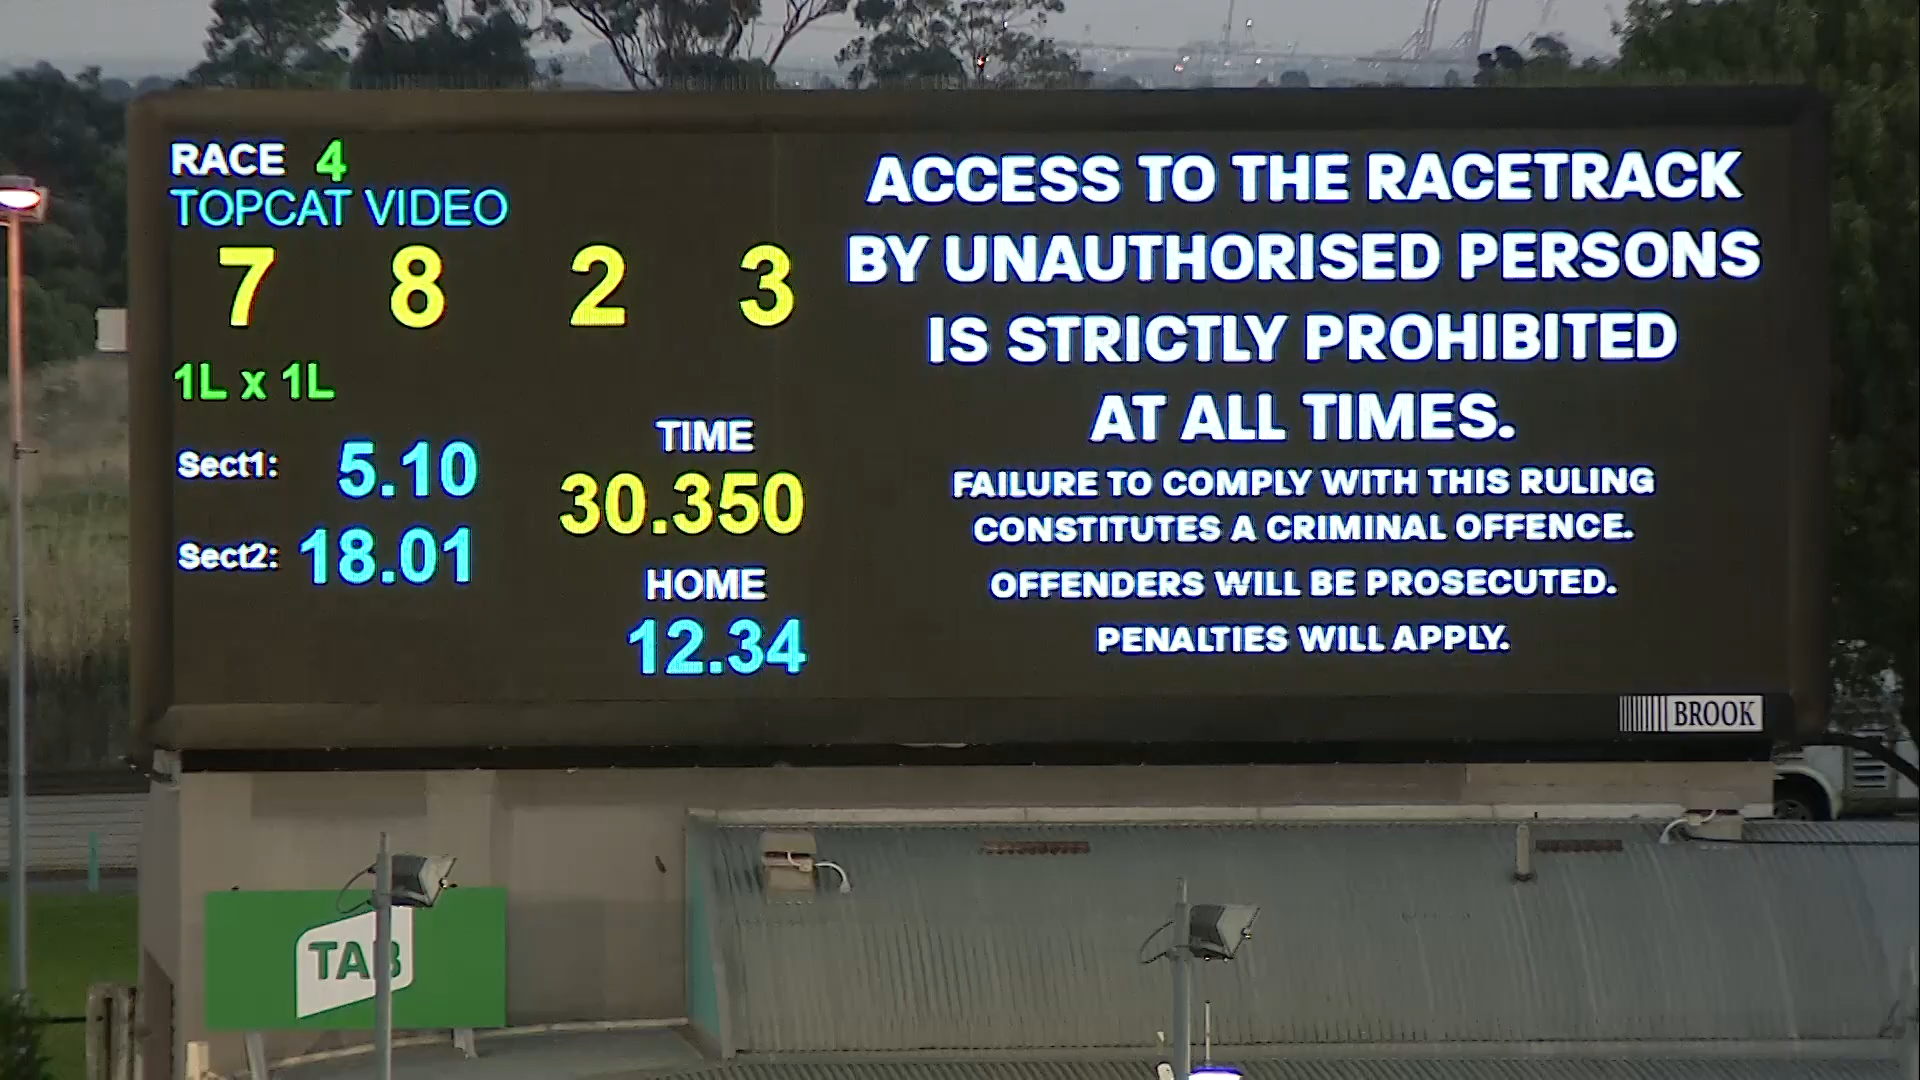 RACE 4
TOPCAT VIDEO
7 8 2 3
1L x 1L
Sect1: 5.10
Sect2: 18.01
TIME
30.350
HOME
12.34
ACCESS TO THE RACETRACK
BY UNAUTHORISED PERSONS
IS STRICTLY PROHIBITED
AT ALL TIMES.
FAILURE TO COMPLY WITH THIS RULING
CONSTITUTES A CRIMINAL OFFENCE.
OFFENDERS WILL BE PROSECUTED.
PENALTIES WILL APPLY.
BROOK
TAB